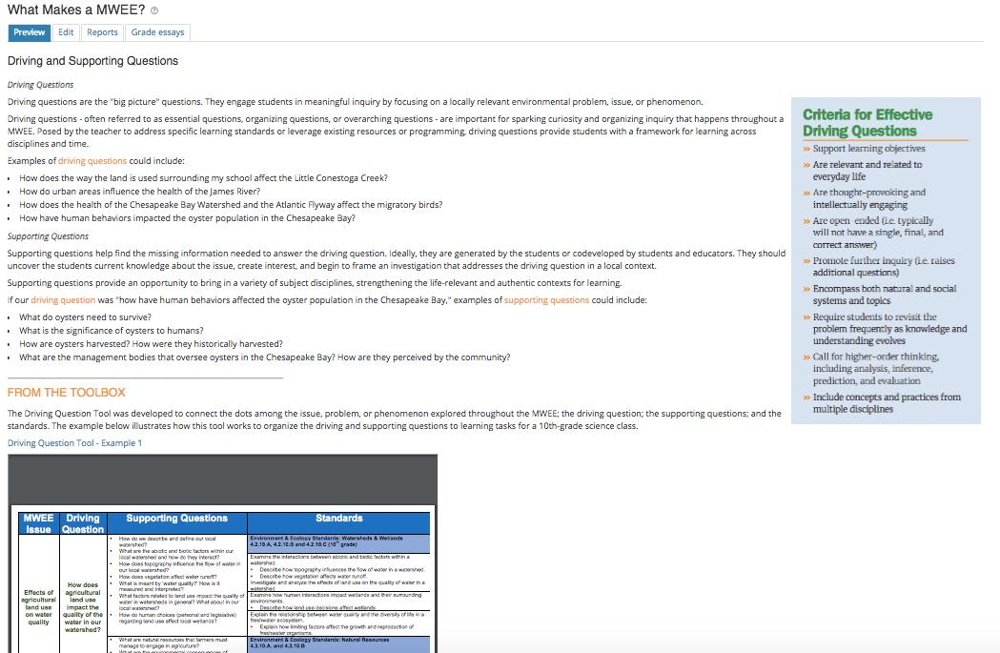 What Makes a MWEE?
Preview
Edit
Reports
Grade essays
Driving and Supporting Questions
Driving Questions
Driving questions are the "big picture" questions. They engage students in meaningful inquiry by focusing on a locally relevant environmental problem, issue, or phenomenon.
Driving questions - often referred to as essential questions, organizing questions, or overarching questions - are important for sparking curiosity and organizing inquiry that happens throughout a
MWEE. Posed by the teacher to address specific learning standards or leverage existing resources or programming, driving questions provide students with a framework for learning across
disciplines and time.
Examples of driving questions could include:
• How does the way the land is used surrounding my school affect the Little Conestoga Creek?
• How do urban areas influence the health of the James River?
• How does the health of the Chesapeake Bay Watershed and the Atlantic Flyway affect the migratory birds?
• How have human behaviors impacted the oyster population in the Chesapeake Bay?
Supporting Questions
Supporting questions help find the missing information needed to answer the driving question. Ideally, they are generated by the students or codeveloped by students and educators. They should
uncover the students current knowledge about the issue, create interest, and begin to frame an investigation that addresses the driving question in a local context.
Supporting questions provide an opportunity to bring in a variety of subject disciplines, strengthening the life-relevant and authentic contexts for learning.
If our driving question was "how have human behaviors affected the oyster population in the Chesapeake Bay," examples of supporting questions could include:
• What do oysters need to survive?
• What is the significance of oysters to humans?
• How are oysters harvested? How were they historically harvested?
• What are the management bodies that oversee oysters in the Chesapeake Bay? How are they perceived by the community?
Criteria for Effective
Driving Questions
» Support learning objectives
» Are relevant and related to
everyday life
» Are thought-provoking and
intellectually engaging
» Are open-ended (i.e. typically
will not have a single, final, and
correct answer)
» Promote further inquiry (i.e. raises
additional questions)
» Encompass both natural and social
systems and topics
» Require students to revisit the
problem frequently as knowledge and
understanding evolves
» Call for higher-order thinking,
including analysis, inference,
prediction, and evaluation
» Include concepts and practices from
multiple disciplines
FROM THE TOOLBOX
The Driving Question Tool was developed to connect the dots among the issue, problem, or phenomenon explored throughout the MWEE; the driving question; the supporting questions; and the
standards. The example below illustrates how this tool works to organize the driving and supporting questions to learning tasks for a 10th-grade science class.
Driving Question Tool - Example 1
MWEE
Issue
Driving
Question
Supporting Questions
Standards
Effects of
agricultural
land use
on water
quality
How does
agricultural
land use
impact the
quality of the
water in our
watershed?
• How do we describe and define our local
watershed?
• What are the abiotic and biotic factors within our
local watershed and how do they interact?
• How does topography influence the flow of water in
our local watershed?
• How does vegetation affect water runoff?
• What is meant by 'water quality?' How is it
measured and interpreted?
• What factors related to land use impact the quality of
water in watersheds in general? What about in our
local watershed?
• How do human choices (personal and legislative)
regarding land use affect local wetlands?
Environment & Ecology Standards: Watersheds & Wetlands
4.2.10.A, 4.2.10.B and 4.2.10.C (10th grade)
Examine the interactions between abiotic and biotic factors within a
watershed.
• Describe how topography influences the flow of water in a watershed.
• Describe how vegetation affects water runoff.
Investigate and analyze the effects of land use on the quality of water in a
watershed
Examine how human interactions impact wetlands and their surrounding
environments.
• Describe how land use decisions affect wetlands
Explain the relationship between water quality and the diversity of life in a
freshwater ecosystem.
• Explain how limiting factors affect the growth and reproduction of
freshwater organisms.
• What are natural resources that farmers must
manage to engage in agriculture?
• What are the environmental consequences of
Environment & Ecology Standards: Natural Resources
4.3.10.A. and 4.3.10.B